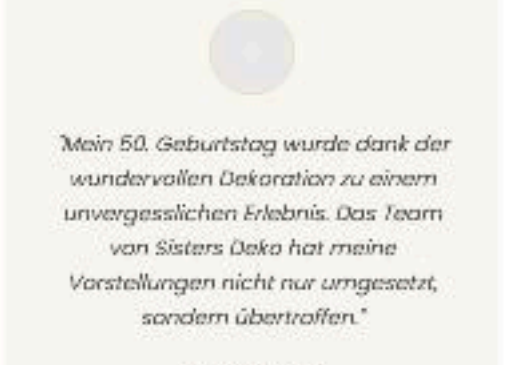 "Mein 50. Geburtstag wurde dank der
wundervollen Dekoration zu einem
unvergesslichen Erlebnis. Das Team
von Sisters Deko hat meine
Vorstellungen nicht nur umgesetzt,
sondern übertroffen."